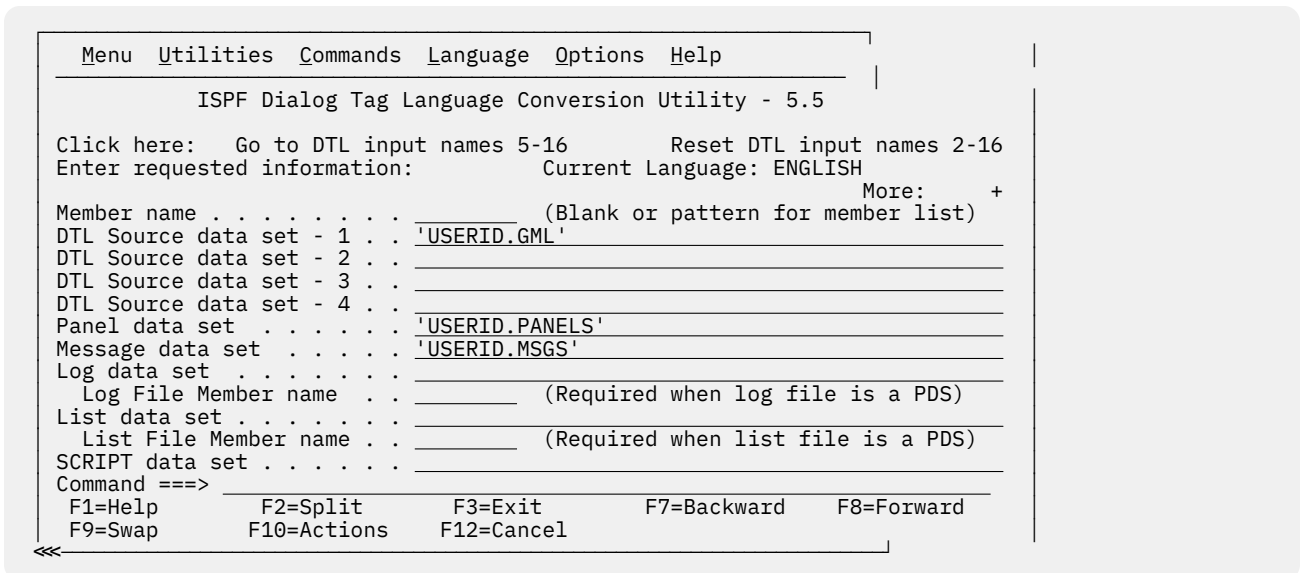 Menu Utilities Commands Language Options Help
ISPF Dialog Tag Language Conversion Utility - 5.5
Click here: Go to DTL input names 5-16 Reset DTL input names 2-16
Enter requested information: Current Language: ENGLISH
More: +
Member name . . . . . . . . ________ (Blank or pattern for member list)
DTL Source data set - 1 . . 'USERID.GML'
DTL Source data set - 2 . .
DTL Source data set - 3 . .
DTL Source data set - 4 . .
Panel data set . . . . . . 'USERID.PANELS'
Message data set . . . . . 'USERID.MSGS'
Log data set . . . . . . .
Log File Member name . . ________ (Required when log file is a PDS)
List data set . . . . . . .
List File Member name . . ________ (Required when list file is a PDS)
SCRIPT data set . . . . . .
Command ===>
F1=Help F2=Split F3=Exit F7=Backward F8=Forward
F9=Swap F10=Actions F12=Cancel
<<<